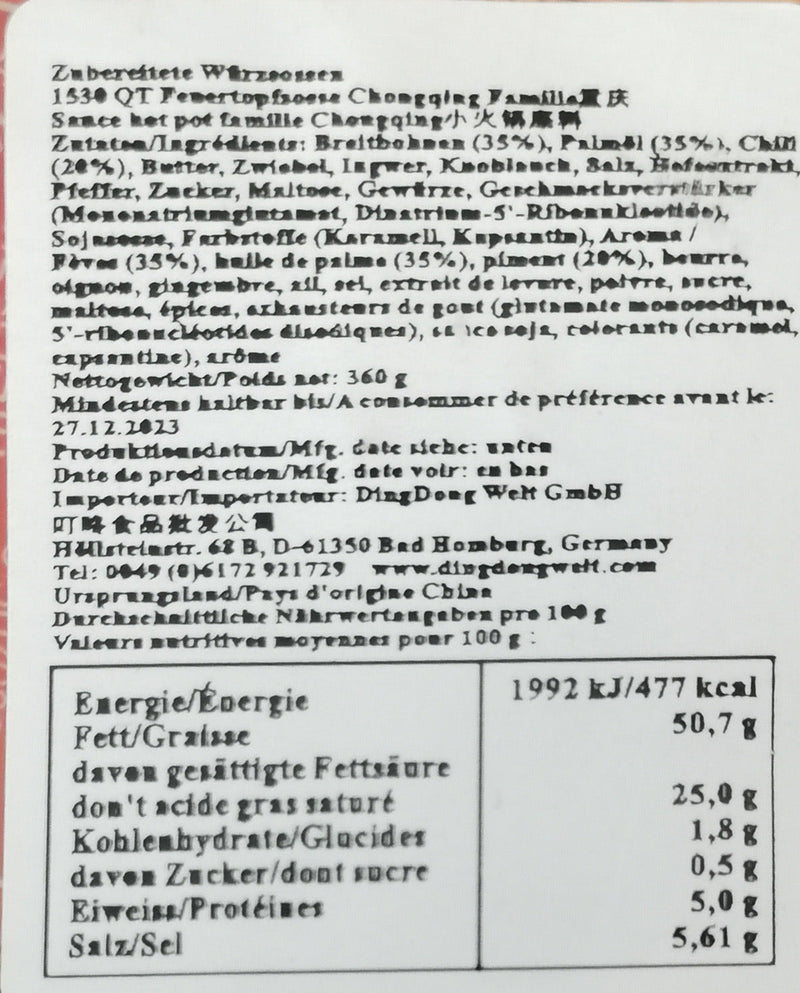 Zubereitete Würzsossen
1530 QT Feuertopfsosse Chongqing Familie重庆
Sauce hot pot famille Chongqing小火锅底料
Zutaten/Ingrédients: Breitbohnen (35%), Palmöl (35%), Chili
(20%), Butter, Zwiebel, Ingwer, Knoblauch, Salz, Hefeextrakt,
Pfeffer, Zucker, Maltose, Gewürze, Geschmacksverstärker
(Mononatriumglutamat, Dinatrium-5'-Ribonukleotide),
Sojasosse, Farbstoffe (Karamell, Kapsantin), Aroma /
Fèves (35%), huile de palme (35%), piment (20%), beurre,
oignon, gingembre, ail, sel, extrait de levure, poivre, sucre,
maltose, épices, exhausteurs de gout (glutamate monosodique,
5'-ribonucléotides disodiques), sauce soja, colorants (caramel,
capsantine), arôme
Nettogewicht/Poids net: 360 g
Mindestens haltbar bis/A consommer de préférence avant le:
27.12.2023
Produktionsdatum/Mfg. date siehe: unten
Date de production/Mfg. date voir: en bas
Importeur/Importateur: DingDong Welt GmbH
叮咚食品批发公司
Hölsteinstr. 68 B, D-61350 Bad Homburg, Germany
Tel: 0049 (0)6172 921729 www.dingdongwelt.com
Ursprungsland/Pays d'origine China
Durchschnittliche Nährwertangaben pro 100 g
Valeurs nutritives moyennes pour 100 g :
Energie/Énergie 1992 kJ/477 kcal
Fett/Graisse 50,7 g
davon gesättigte Fettsäure
don't acide gras saturé 25,0 g
Kohlenhydrate/Glucides 1,8 g
davon Zucker/dont sucre 0,5 g
Eiweiss/Protéines 5,0 g
Salz/Sel 5,61 g